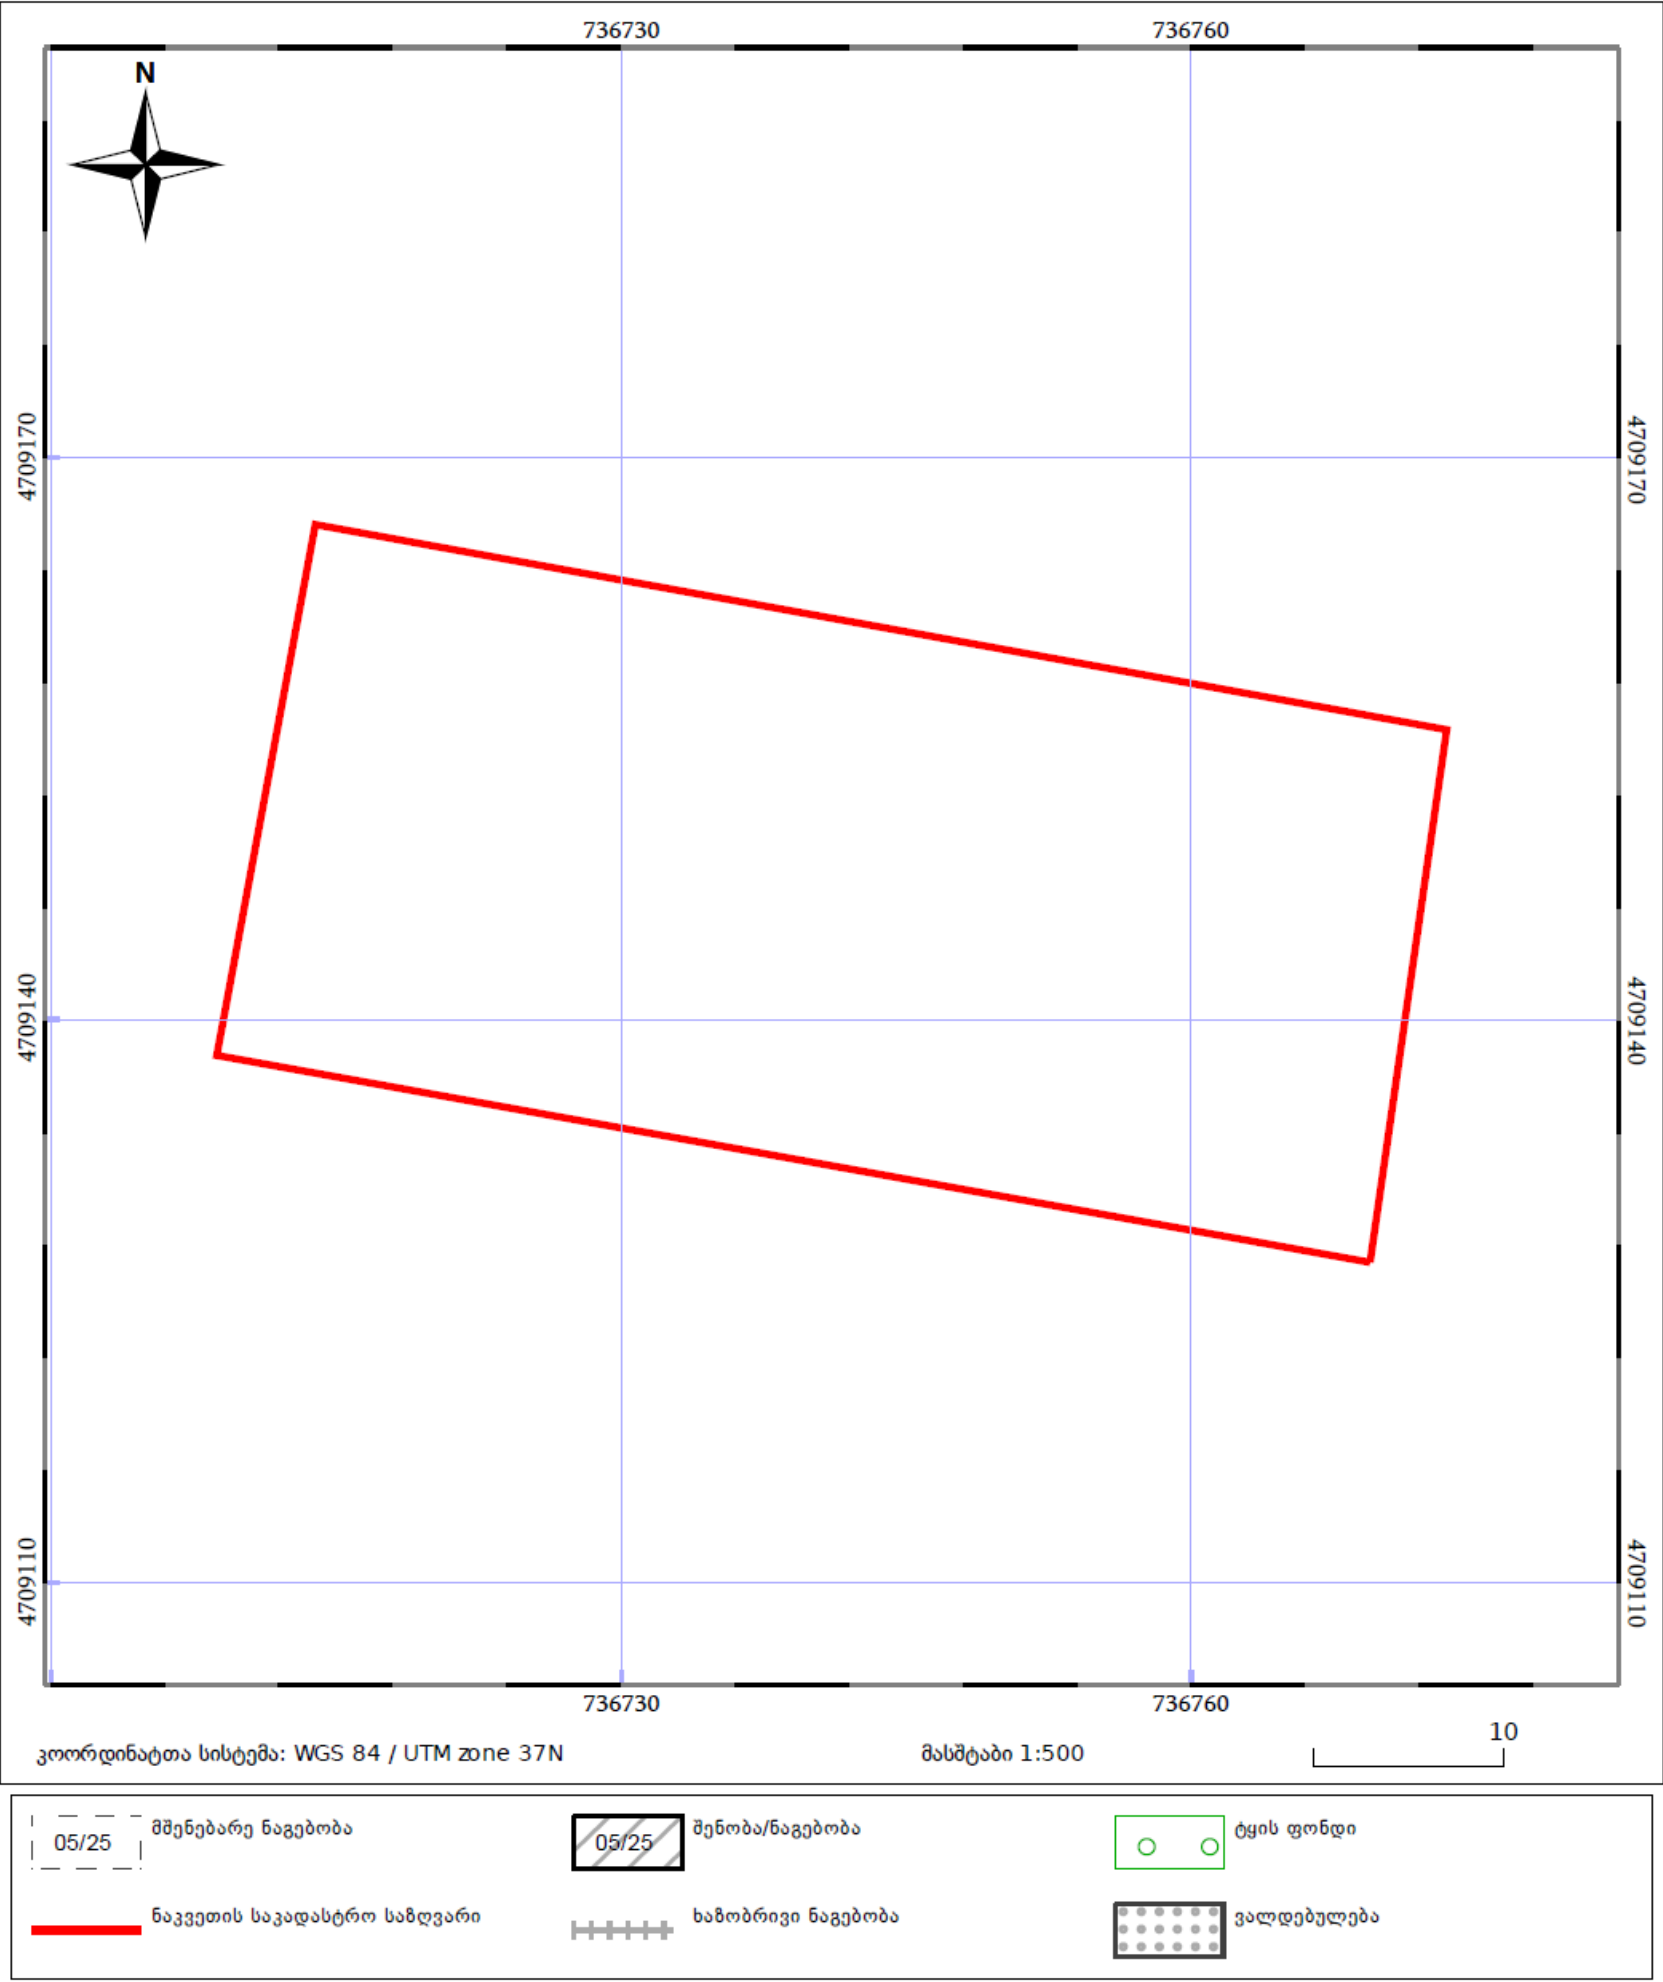 736730 736760
N
4709170 4709170
4709140 4709140
4709110 4709110
736730 736760
10
კოორდინატთა სისტემა: WGS 84 / UTM zone 37N მასშტაბი 1:500
05/25 მშენებარე ნაგებობა 05/25 შენობა/ნაგებობა ტყის ფონდი
ნაკვეთის საკადასტრო საზღვარი ხაზობრივი ნაგებობა ვალდებულება